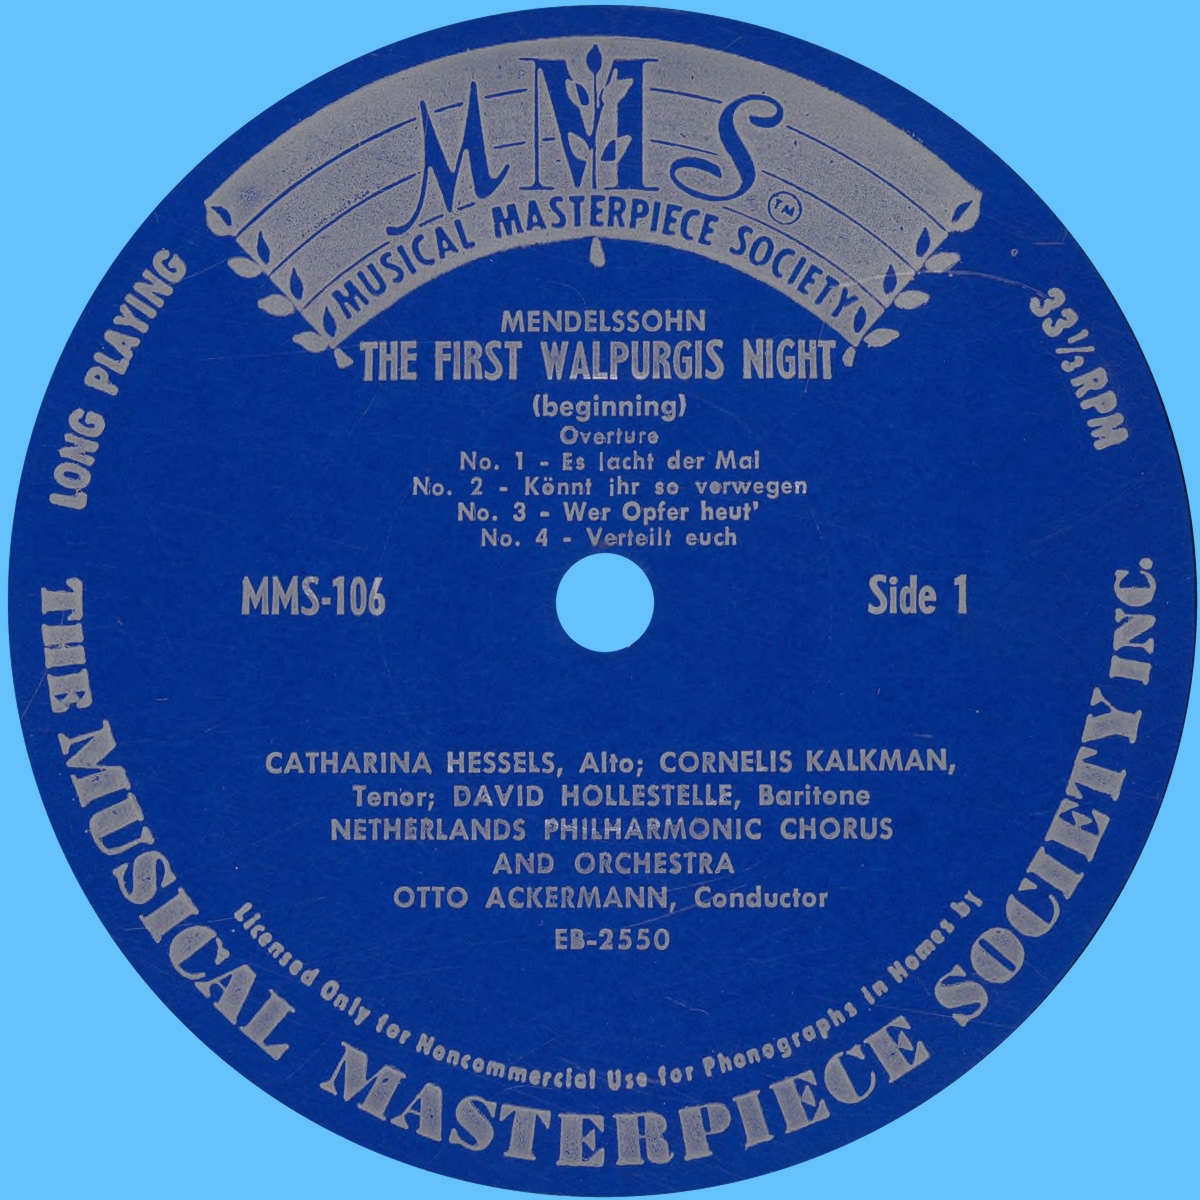 MMS
TM
MUSICAL MASTERPIECE SOCIETY
LONG PLAYING
33 1/3 RPM
MENDELSSOHN
THE FIRST WALPURGIS NIGHT
(beginning)
Overture
No. 1 - Es lacht der Mai
No. 2 - Könnt ihr so verwegen
No. 3 - Wer Opfer heut'
No. 4 - Verteilt euch
MMS-106
Side 1
CATHARINA HESSELS, Alto; CORNELIS KALKMAN,
Tenor; DAVID HOLLESTELLE, Baritone
NETHERLANDS PHILHARMONIC CHORUS
AND ORCHESTRA
OTTO ACKERMANN, Conductor
EB-2550
Licensed Only for Noncommercial Use for Phonographs in Homes by
THE MUSICAL MASTERPIECE SOCIETY INC.